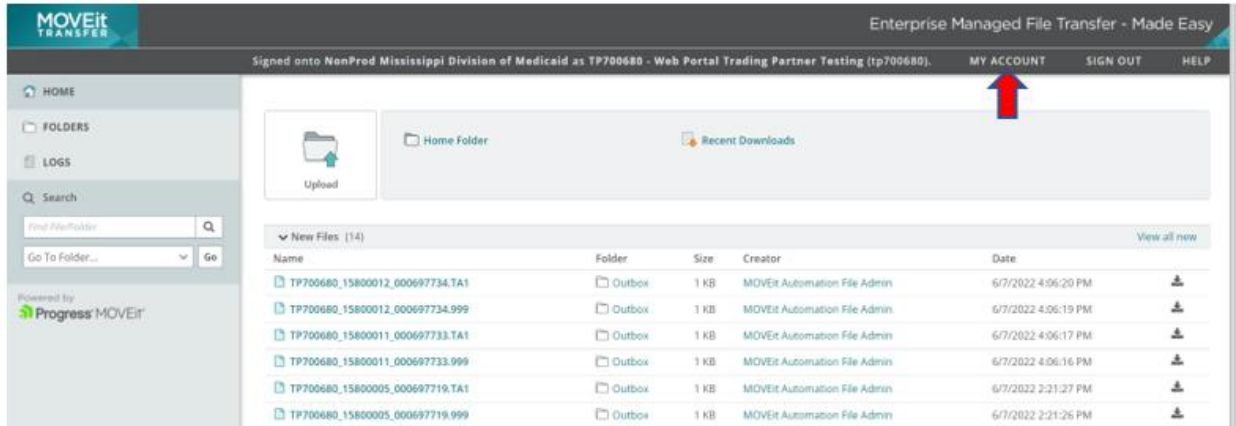 MOVEit
TRANSFER
Enterprise Managed File Transfer - Made Easy
Signed onto NonProd Mississippi Division of Medicaid as TP700680 - Web Portal Trading Partner Testing (tp700680). MY ACCOUNT SIGN OUT HELP
HOME
FOLDERS
LOGS
Search
Find File/Folder
Go To Folder... Go
Powered by
Progress MOVEit
Upload
Home Folder
Recent Downloads
New Files (14) View all new
Name Folder Size Creator Date
TP700680_15800012_000697734.TA1 Outbox 1 KB MOVEit Automation File Admin 6/7/2022 4:06:20 PM
TP700680_15800012_000697734.999 Outbox 1 KB MOVEit Automation File Admin 6/7/2022 4:06:19 PM
TP700680_15800011_000697733.TA1 Outbox 1 KB MOVEit Automation File Admin 6/7/2022 4:06:17 PM
TP700680_15800011_000697733.999 Outbox 1 KB MOVEit Automation File Admin 6/7/2022 4:06:16 PM
TP700680_15800005_000697719.TA1 Outbox 1 KB MOVEit Automation File Admin 6/7/2022 2:21:27 PM
TP700680_15800005_000697719.999 Outbox 1 KB MOVEit Automation File Admin 6/7/2022 2:21:26 PM